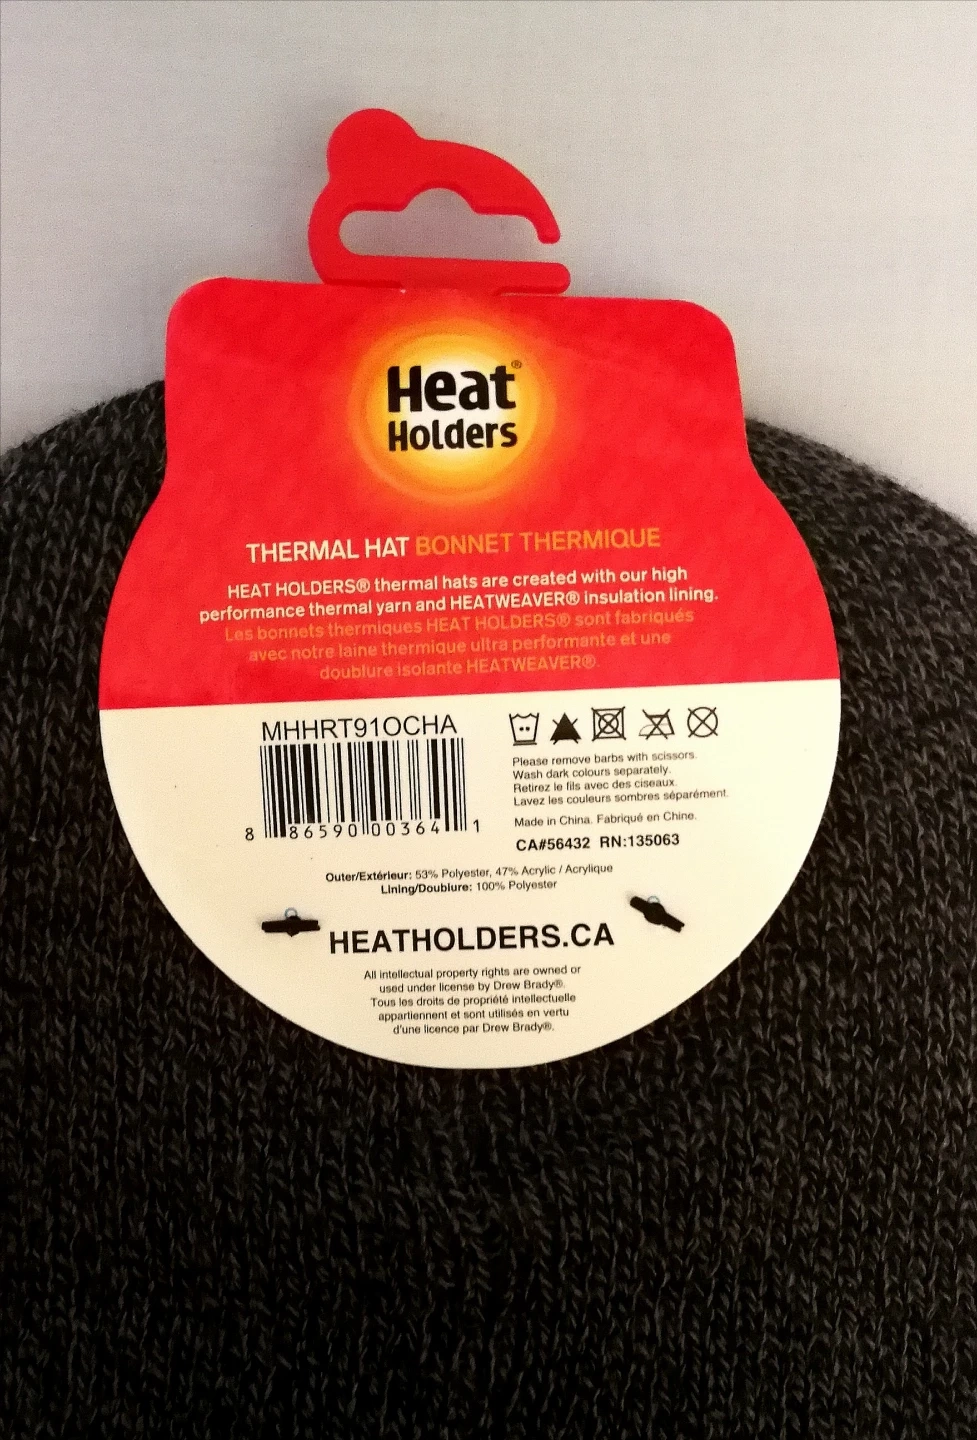 Heat®
Holders
THERMAL HAT BONNET THERMIQUE
HEAT HOLDERS® thermal hats are created with our high
performance thermal yarn and HEATWEAVER® insulation lining.
Les bonnets thermiques HEAT HOLDERS® sont fabriqués
avec notre laine thermique ultra performante et une
doublure isolante HEATWEAVER®.
MHHRT91OCHA
8 86590 00364 1
Please remove barbs with scissors.
Wash dark colours separately.
Retirez le fils avec des ciseaux.
Lavez les couleurs sombres séparément.
Made in China. Fabriqué en Chine.
CA#56432 RN:135063
Outer/Extérieur: 53% Polyester, 47% Acrylic / Acrylique
Lining/Doublure: 100% Polyester
HEATHOLDERS.CA
All intellectual property rights are owned or
used under license by Drew Brady®.
Tous les droits de propriété intellectuelle
appartiennent et sont utilisés en vertu
d'une licence par Drew Brady®.